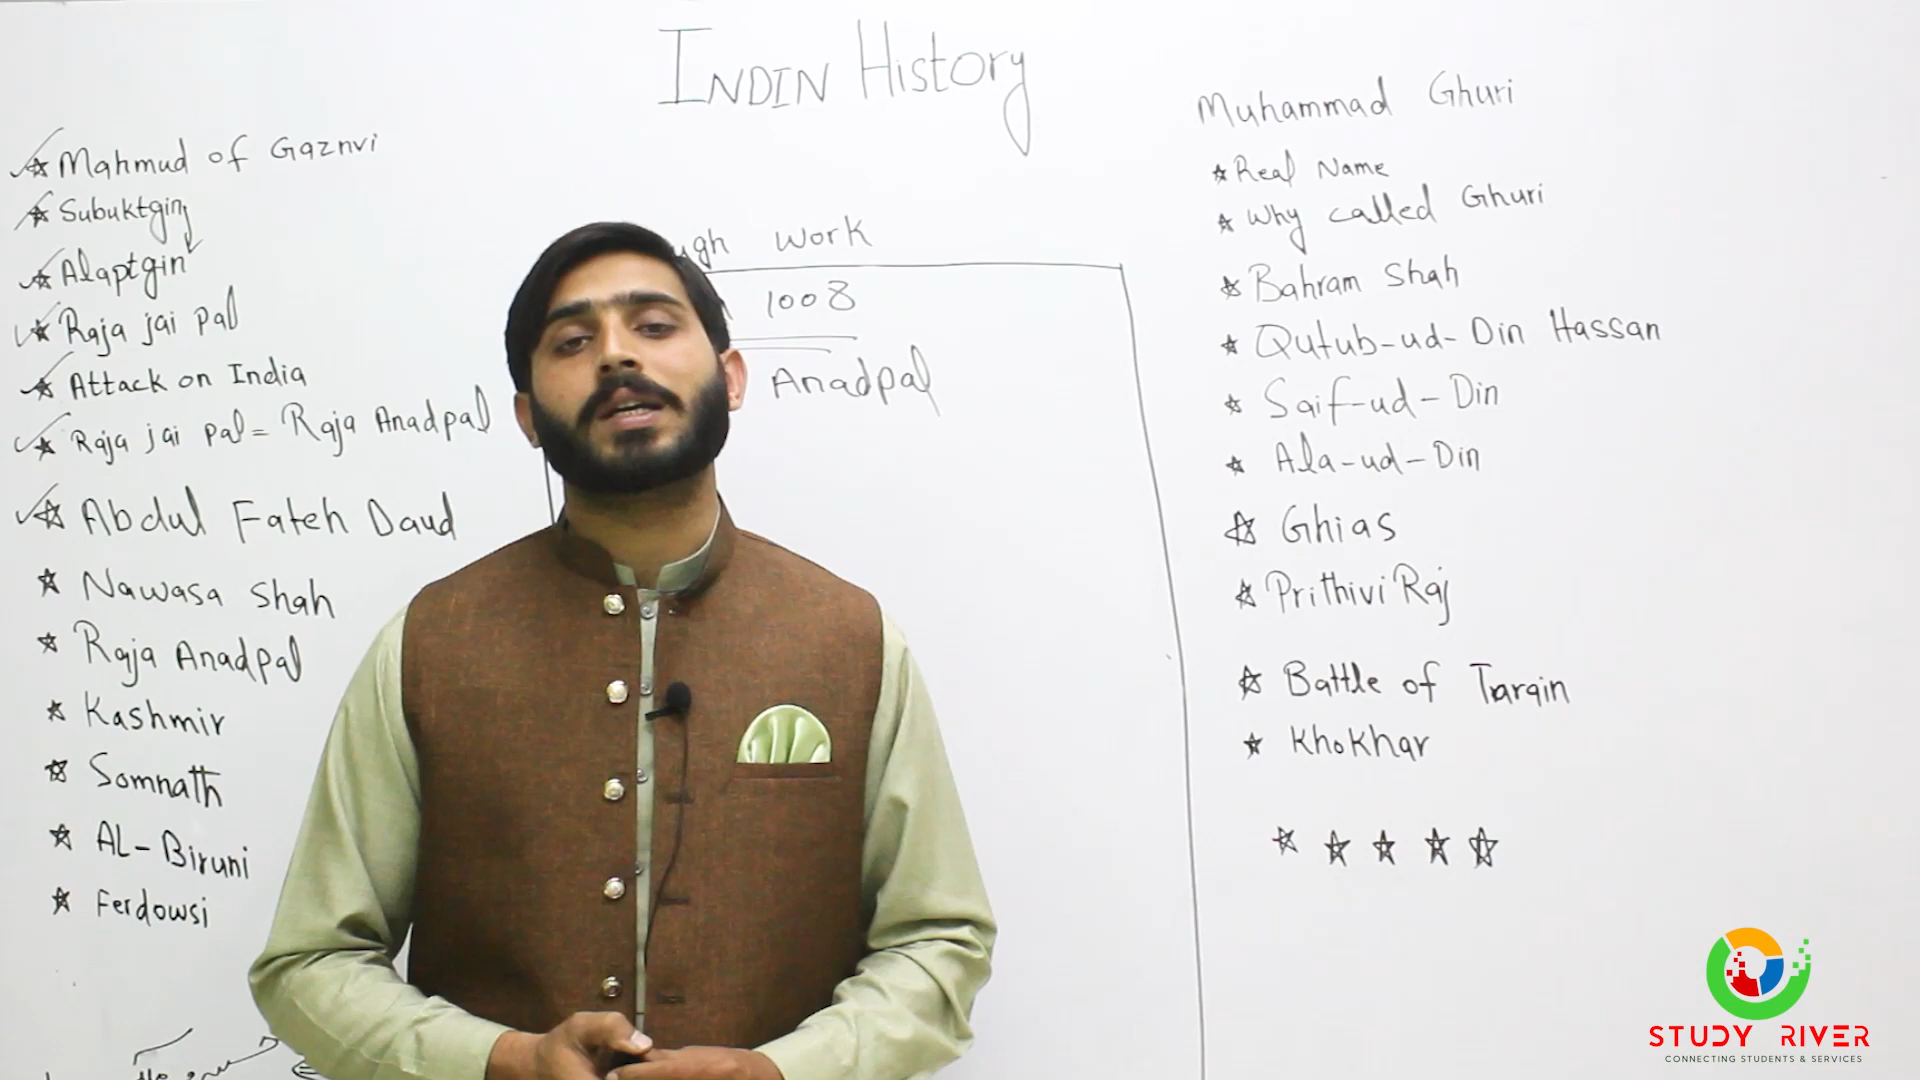 INDIN History
Mahmud of Gaznvi
Subuktgin
Alaptgin
Raja jai pal
Attack on India
Raja jai pal = Raja Anadpal
Abdul Fateh Daud
Nawasa Shah
Raja Anadpal
Kashmir
Somnath
AL-Biruni
Ferdowsi
Work
1008
Anadpal
Muhammad Ghuri
Real Name
Why called Ghuri
Bahram Shah
Qutub-ud-Din Hassan
Saif-ud-Din
Ala-ud-Din
Ghias
Prithivi Raj
Battle of Tarain
Khokhar
STUDY RIVER
CONNECTING STUDENTS & SERVICES